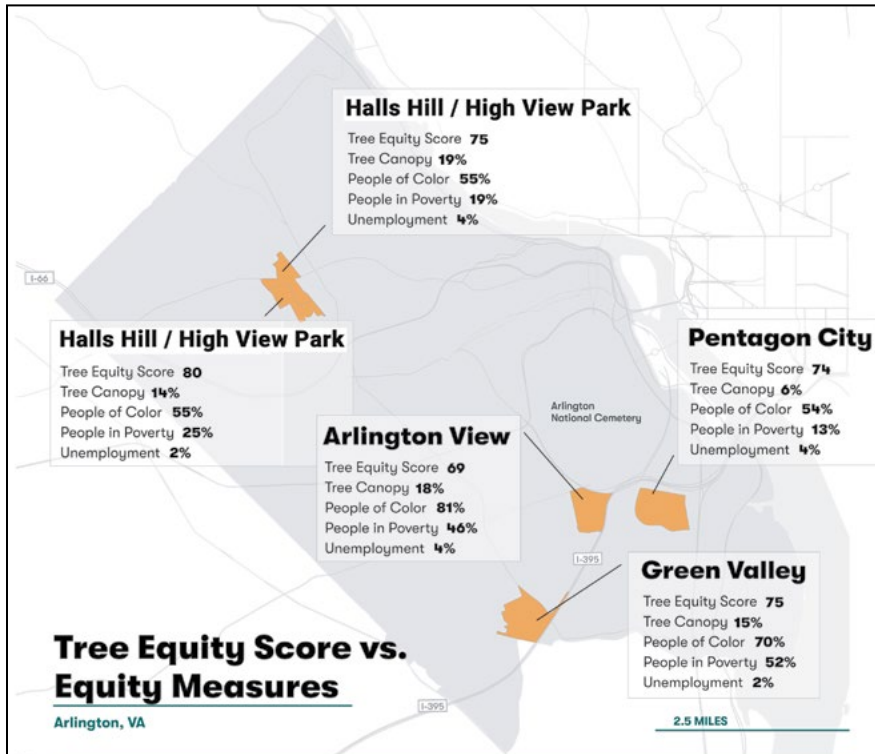 Halls Hill / High View Park
Tree Equity Score 75
Tree Canopy 19%
People of Color 55%
People in Poverty 19%
Unemployment 4%
I-66
Halls Hill / High View Park
Tree Equity Score 80
Tree Canopy 14%
People of Color 55%
People in Poverty 25%
Unemployment 2%
Pentagon City
Tree Equity Score 74
Tree Canopy 6%
People of Color 54%
People in Poverty 13%
Unemployment 4%
Arlington
National Cemetery
Arlington View
Tree Equity Score 69
Tree Canopy 18%
People of Color 81%
People in Poverty 46%
Unemployment 4%
I-395
Green Valley
Tree Equity Score 75
Tree Canopy 15%
People of Color 70%
People in Poverty 52%
Unemployment 2%
Tree Equity Score vs.
Equity Measures
Arlington, VA
I-395
2.5 MILES